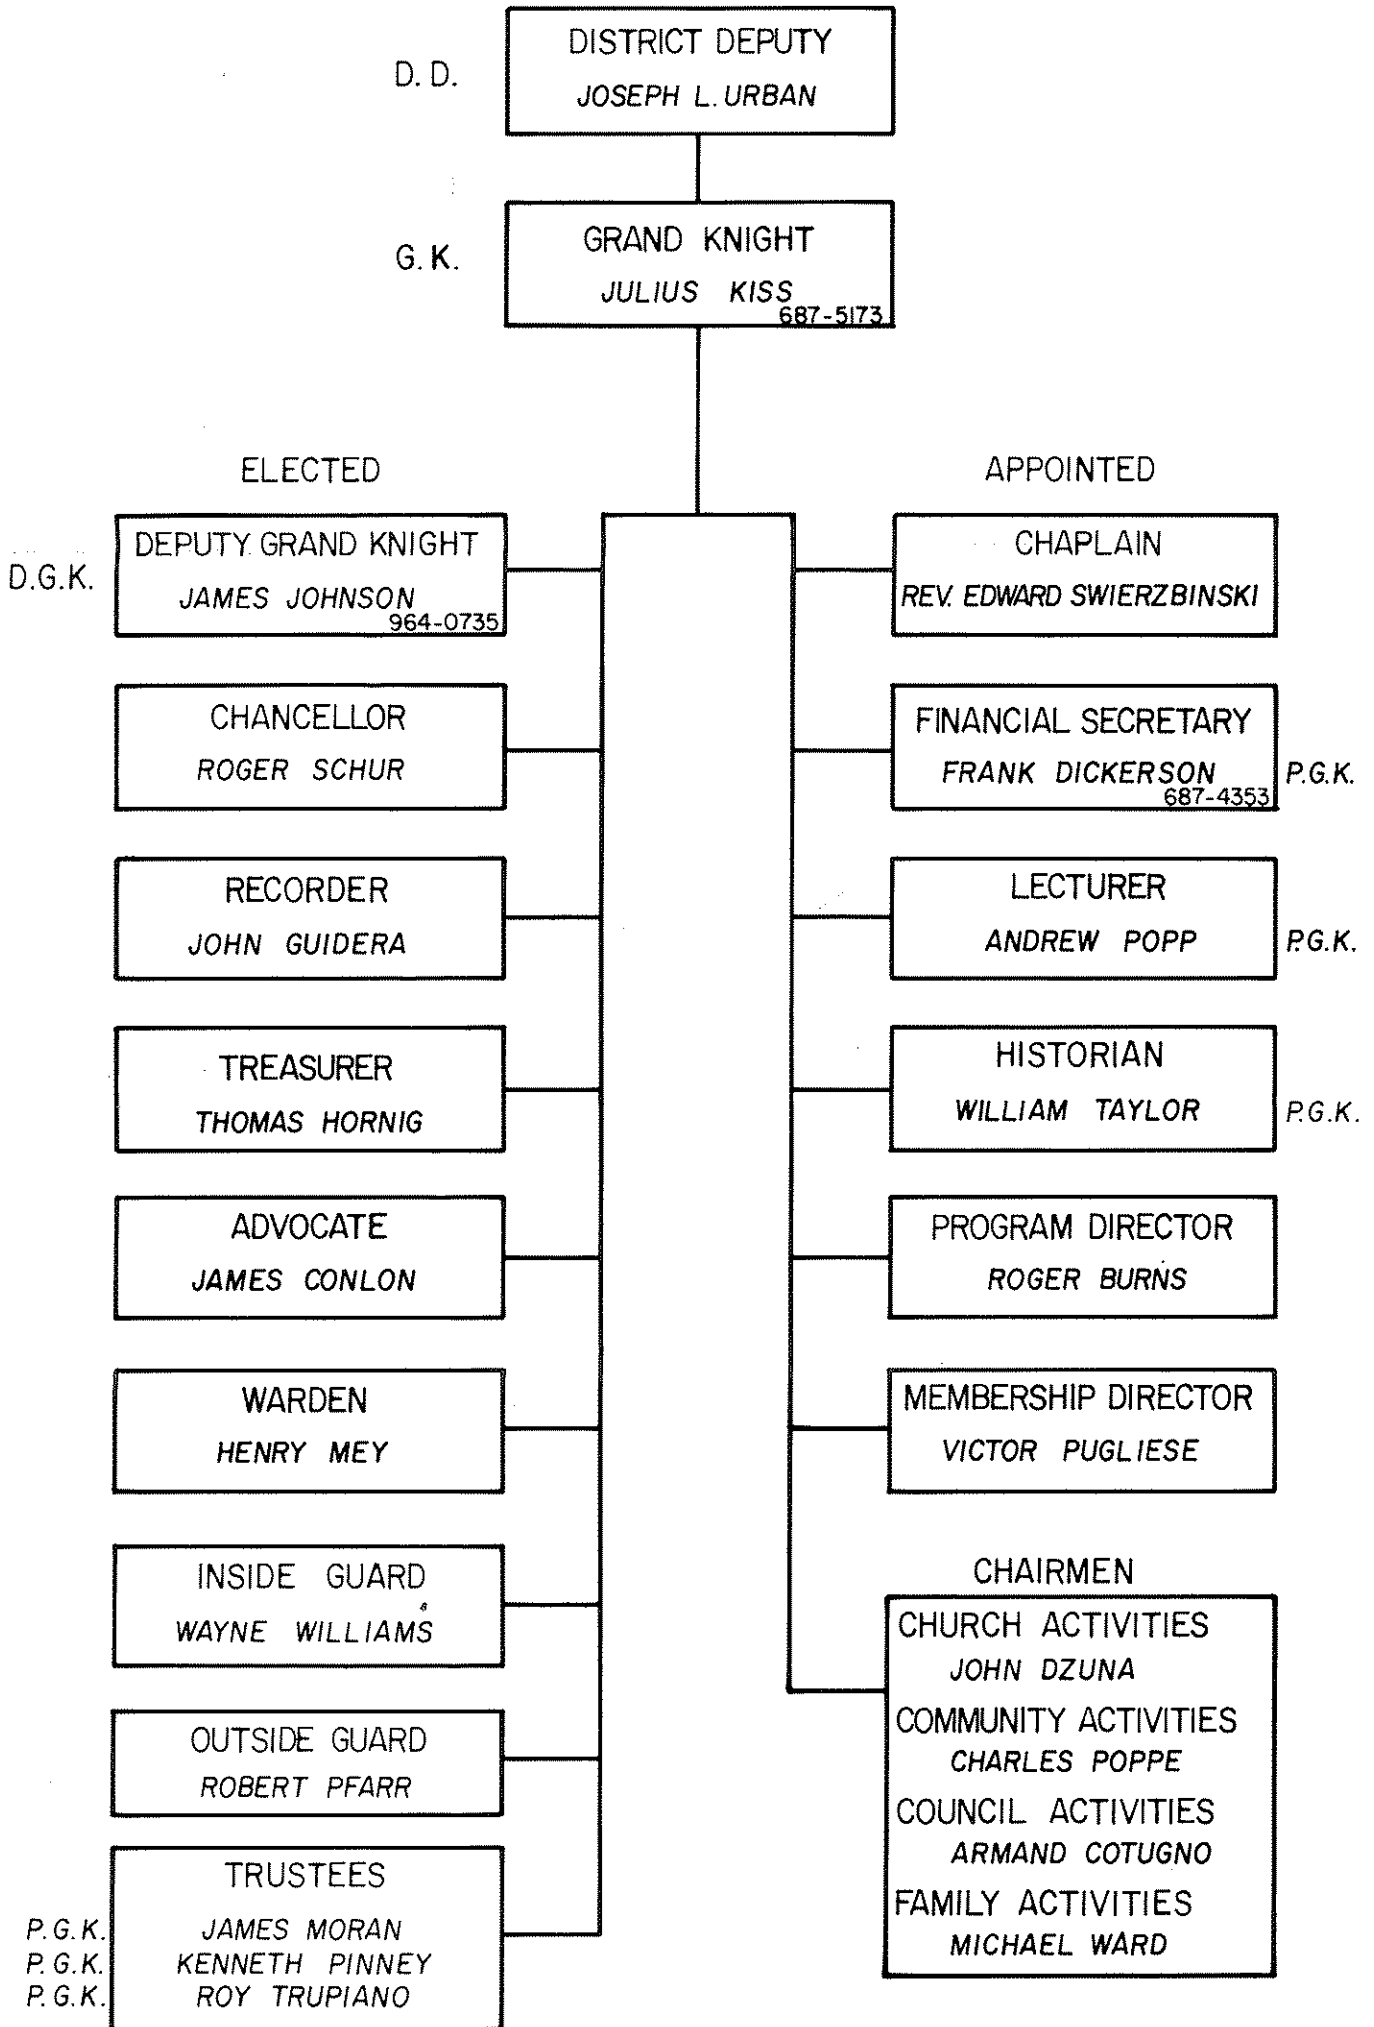 D. D.
DISTRICT DEPUTY
JOSEPH L. URBAN
G. K.
GRAND KNIGHT
JULIUS KISS
687-5173
ELECTED
D.G.K.
DEPUTY GRAND KNIGHT
JAMES JOHNSON
964-0735
CHANCELLOR
ROGER SCHUR
RECORDER
JOHN GUIDERA
TREASURER
THOMAS HORNIG
ADVOCATE
JAMES CONLON
WARDEN
HENRY MEY
INSIDE GUARD
WAYNE WILLIAMS
OUTSIDE GUARD
ROBERT PFARR
TRUSTEES
P. G. K. JAMES MORAN
P. G. K. KENNETH PINNEY
P. G. K. ROY TRUPIANO
APPOINTED
CHAPLAIN
REV. EDWARD SWIERZBINSKI
FINANCIAL SECRETARY
FRANK DICKERSON P.G.K.
687-4353
LECTURER
ANDREW POPP P.G.K.
HISTORIAN
WILLIAM TAYLOR P.G.K.
PROGRAM DIRECTOR
ROGER BURNS
MEMBERSHIP DIRECTOR
VICTOR PUGLIESE
CHAIRMEN
CHURCH ACTIVITIES
JOHN DZUNA
COMMUNITY ACTIVITIES
CHARLES POPPE
COUNCIL ACTIVITIES
ARMAND COTUGNO
FAMILY ACTIVITIES
MICHAEL WARD